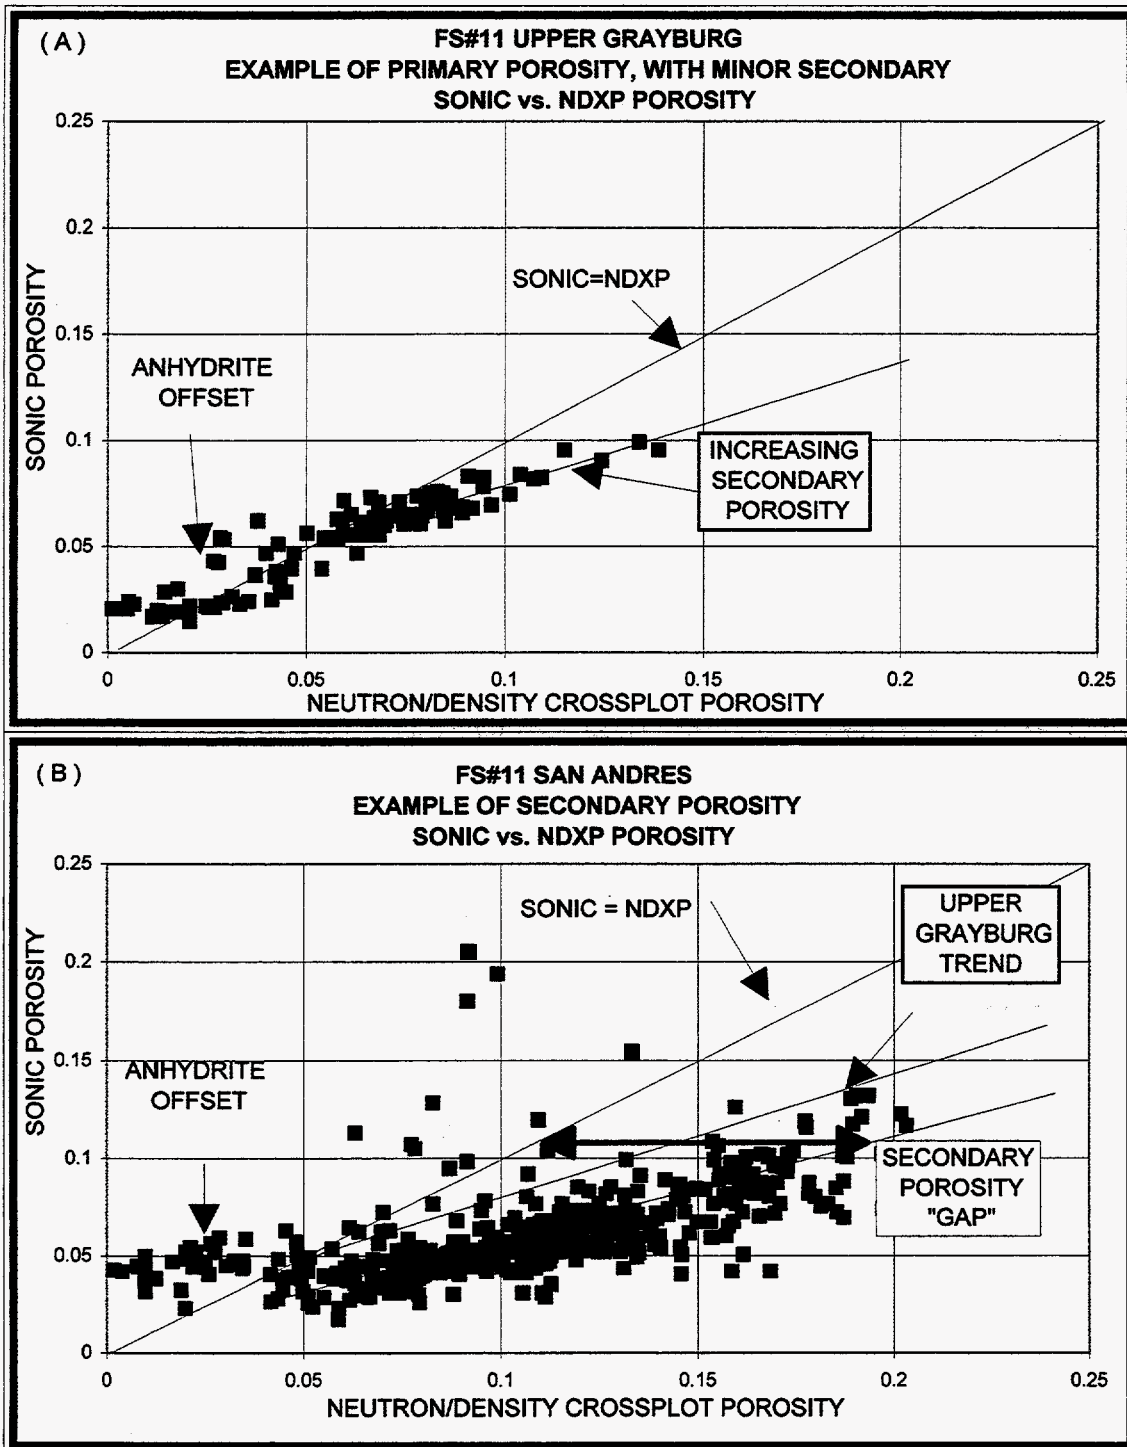 (A)
FS#11 UPPER GRAYBURG
EXAMPLE OF PRIMARY POROSITY, WITH MINOR SECONDARY
SONIC vs. NDXP POROSITY
0.25
0.2
0.15
0.1
0.05
0
SONIC POROSITY
SONIC=NDXP
ANHYDRITE
OFFSET
INCREASING
SECONDARY
POROSITY
0
0.05
0.1
0.15
0.2
0.25
NEUTRON/DENSITY CROSSPLOT POROSITY
(B)
FS#11 SAN ANDRES
EXAMPLE OF SECONDARY POROSITY
SONIC vs. NDXP POROSITY
0.25
0.2
0.15
0.1
0.05
0
SONIC POROSITY
SONIC = NDXP
UPPER
GRAYBURG
TREND
ANHYDRITE
OFFSET
SECONDARY
POROSITY
"GAP"
0
0.05
0.1
0.15
0.2
0.25
NEUTRON/DENSITY CROSSPLOT POROSITY